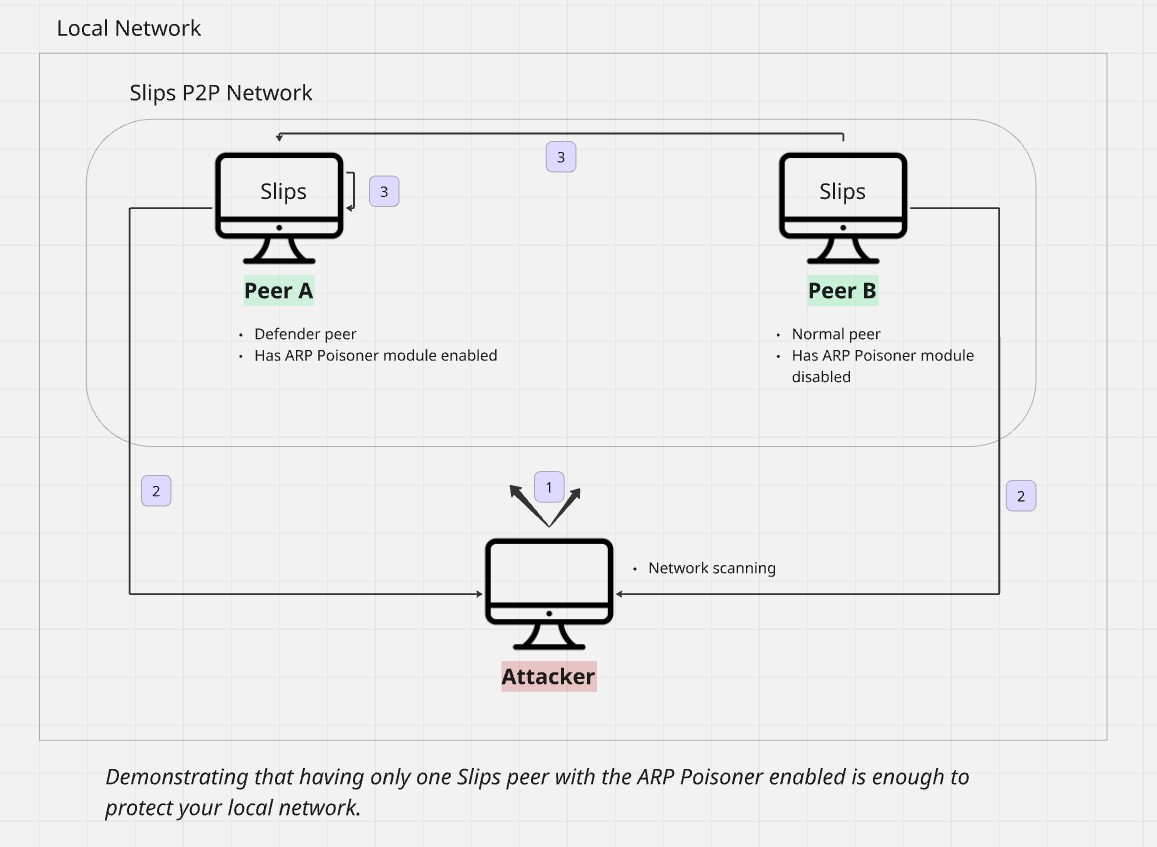 Local Network
Slips P2P Network
3
Slips
3
Slips
Peer A
Peer B
• Defender peer
• Has ARP Poisoner module enabled
• Normal peer
• Has ARP Poisoner module
disabled
2
1
2
• Network scanning
Attacker
Demonstrating that having only one Slips peer with the ARP Poisoner enabled is enough to
protect your local network.